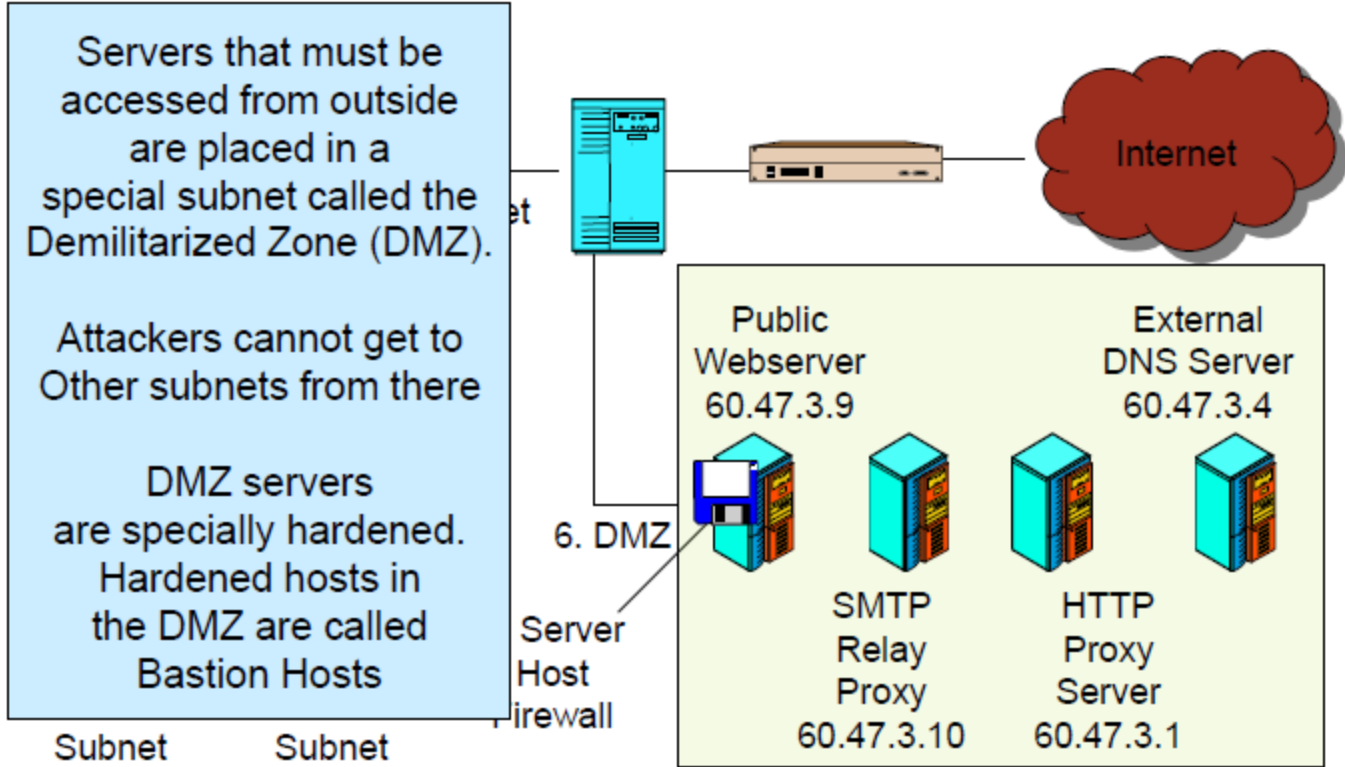 Servers that must be
accessed from outside
are placed in a
special subnet called the
Demilitarized Zone (DMZ).
Attackers cannot get to
Other subnets from there
DMZ servers
are specially hardened.
Hardened hosts in
the DMZ are called
Bastion Hosts
Subnet
Subnet
et
Internet
6. DMZ
Server
Host
Firewall
Public
Webserver
60.47.3.9
External
DNS Server
60.47.3.4
SMTP
Relay
Proxy
60.47.3.10
HTTP
Proxy
Server
60.47.3.1